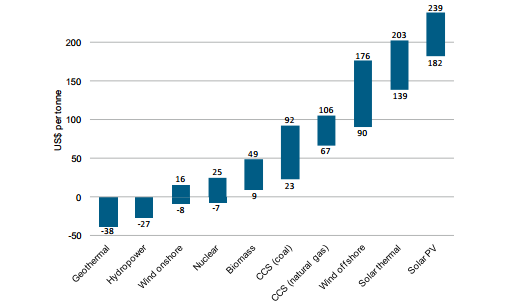 239
203
200
176
182
150
139
106
100
92
90
67
50
49
25
23
16
9
0
-8
-7
-27
-38
-50
US$ per tonne
Geothermal
Hydropower
Wind onshore
Nuclear
Biomass
CCS (coal)
CCS (natural gas)
Wind offshore
Solar thermal
Solar PV